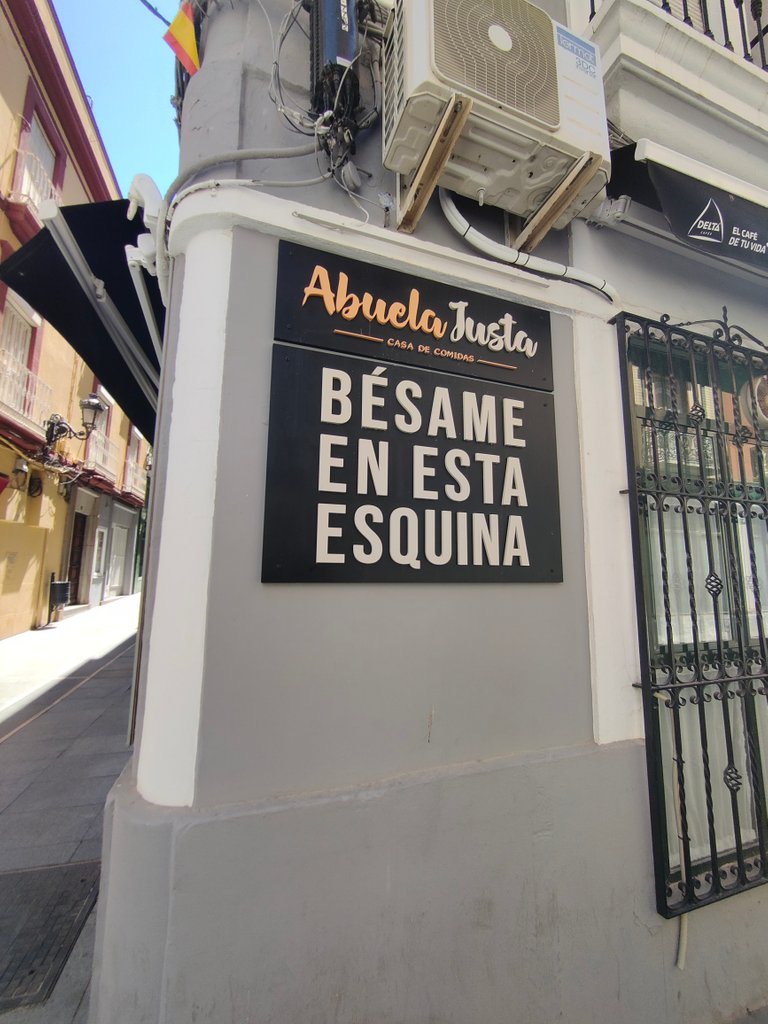 Abuela Justa
CASA DE COMIDAS
BÉSAME
EN ESTA
ESQUINA
DELTA
EL CAFÉ
DE TU VIDA